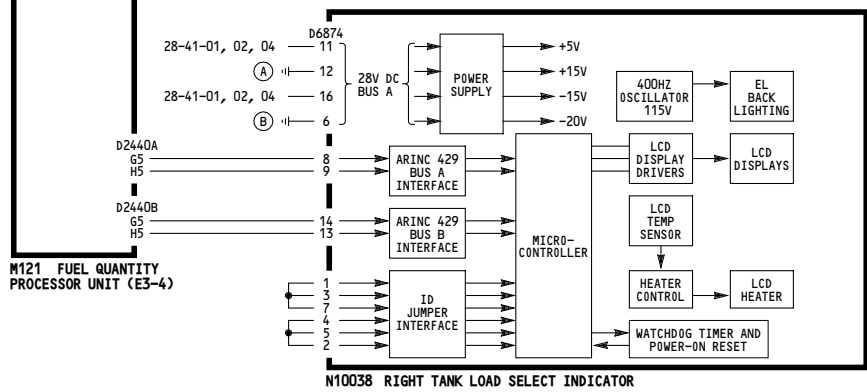 D6874
28-41-01, 02, 04 11
A 12
28-41-01, 02, 04 16
B 6
28V DC
BUS A
POWER
SUPPLY
+5V
+15V
-15V
-20V
400HZ
OSCILLATOR
115V
EL
BACK
LIGHTING
D2440A
G5 8
H5 9
ARINC 429
BUS A
INTERFACE
LCD
DISPLAY
DRIVERS
LCD
DISPLAYS
D2440B
G5 14
H5 13
ARINC 429
BUS B
INTERFACE
MICRO-
CONTROLLER
LCD
TEMP
SENSOR
M121 FUEL QUANTITY
PROCESSOR UNIT (E3-4)
1
3
7
4
5
2
ID
JUMPER
INTERFACE
HEATER
CONTROL
LCD
HEATER
WATCHDOG TIMER AND
POWER-ON RESET
N10038 RIGHT TANK LOAD SELECT INDICATOR